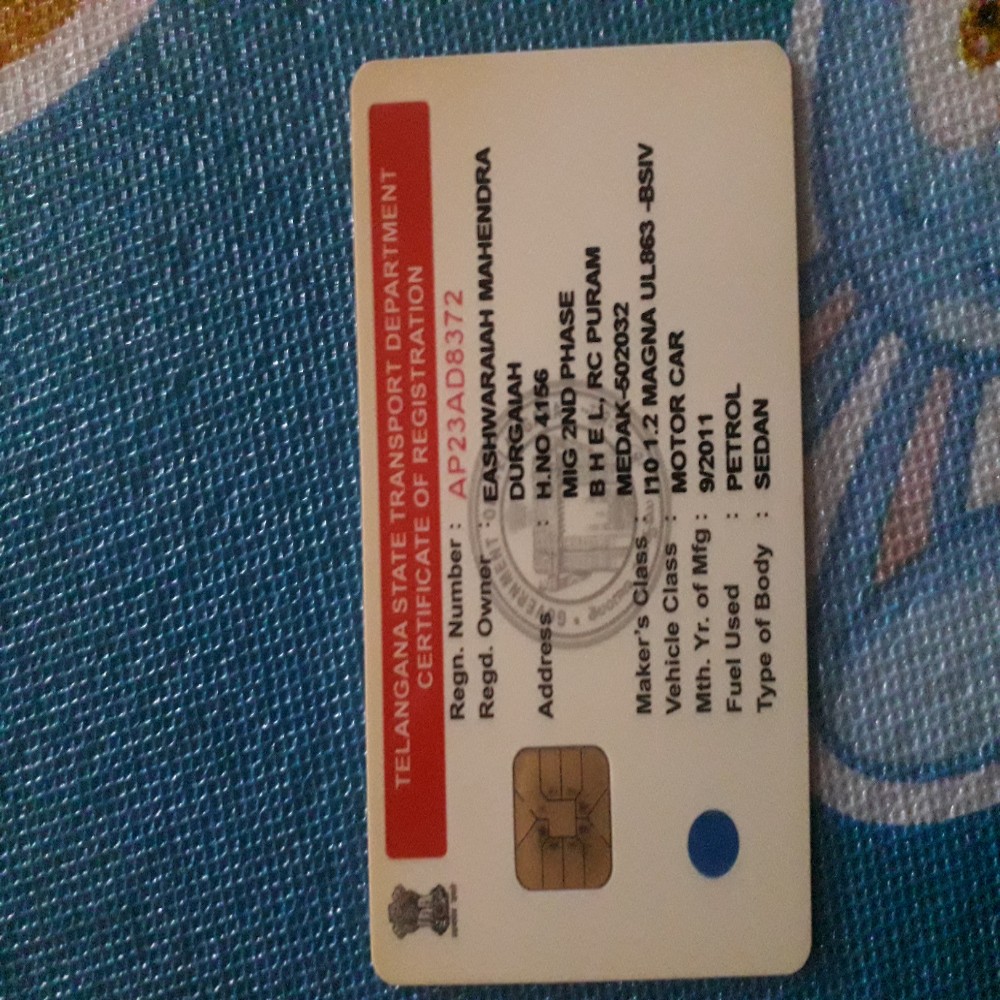 TELANGANA STATE TRANSPORT DEPARTMENT
CERTIFICATE OF REGISTRATION
Regn. Number : AP23AD8372
Regd. Owner : EASHWARAIAH MAHENDRA
DURGAIAH
Address : H.NO 4156
MIG 2ND PHASE
B H E L, RC PURAM
MEDAK-502032
Maker's Class : I10 1.2 MAGNA UL863 -BSIV
Vehicle Class : MOTOR CAR
Mth. Yr. of Mfg : 9/2011
Fuel Used : PETROL
Type of Body : SEDAN
GOVERNMENT